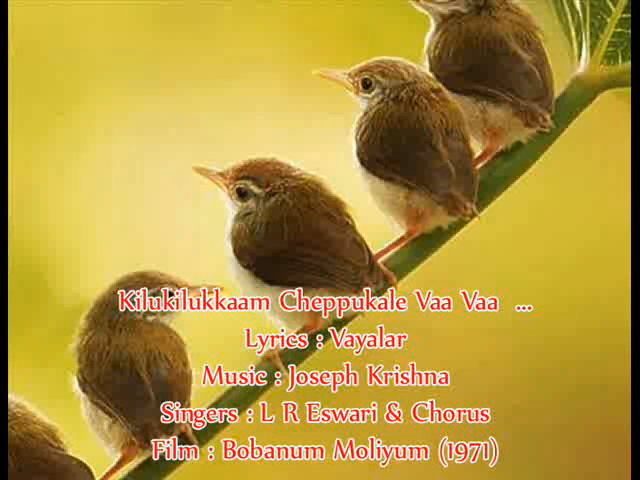 Kilukilukkaam Cheppukale Vaa Vaa ...
Lyrics : Vayalar
Music : Joseph Krishna
Singers : L R Eswari & Chorus
Film : Bobanum Moliyum (1971)